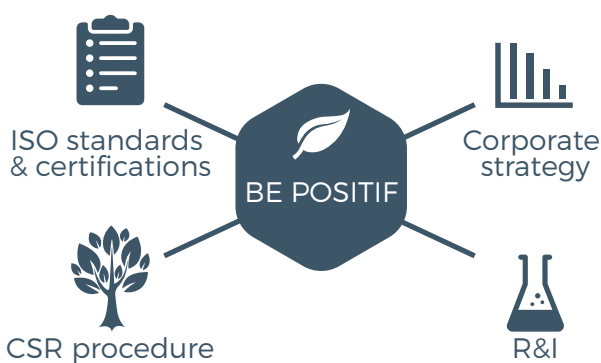 ISO standards
& certifications
Corporate
strategy
BE POSITIF
CSR procedure
R&I